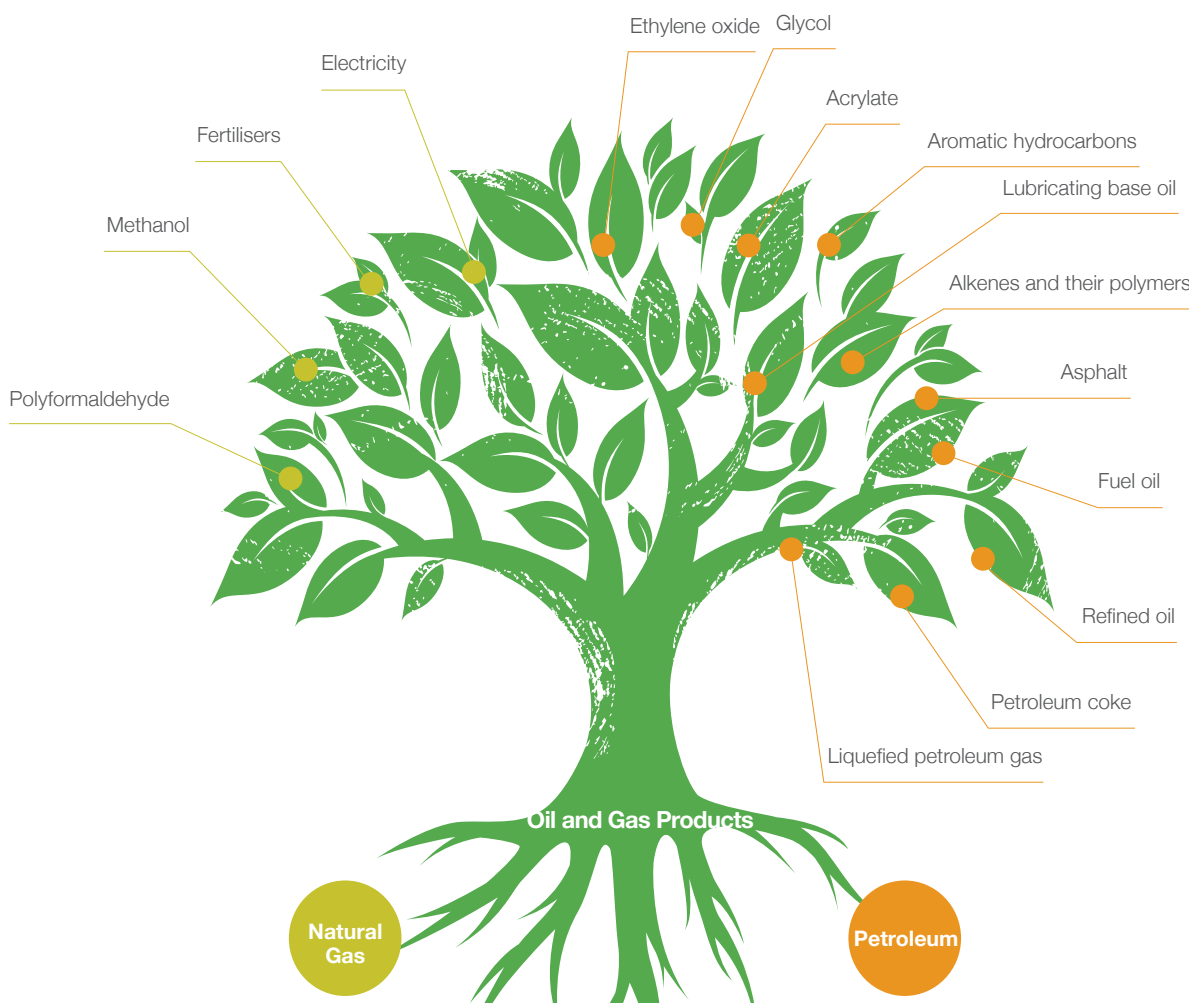 Ethylene oxide
Glycol
Electricity
Acrylate
Fertilisers
Aromatic hydrocarbons
Lubricating base oil
Methanol
Alkenes and their polymers
Asphalt
Polyformaldehyde
Fuel oil
Refined oil
Petroleum coke
Liquefied petroleum gas
Oil and Gas Products
Natural
Gas
Petroleum